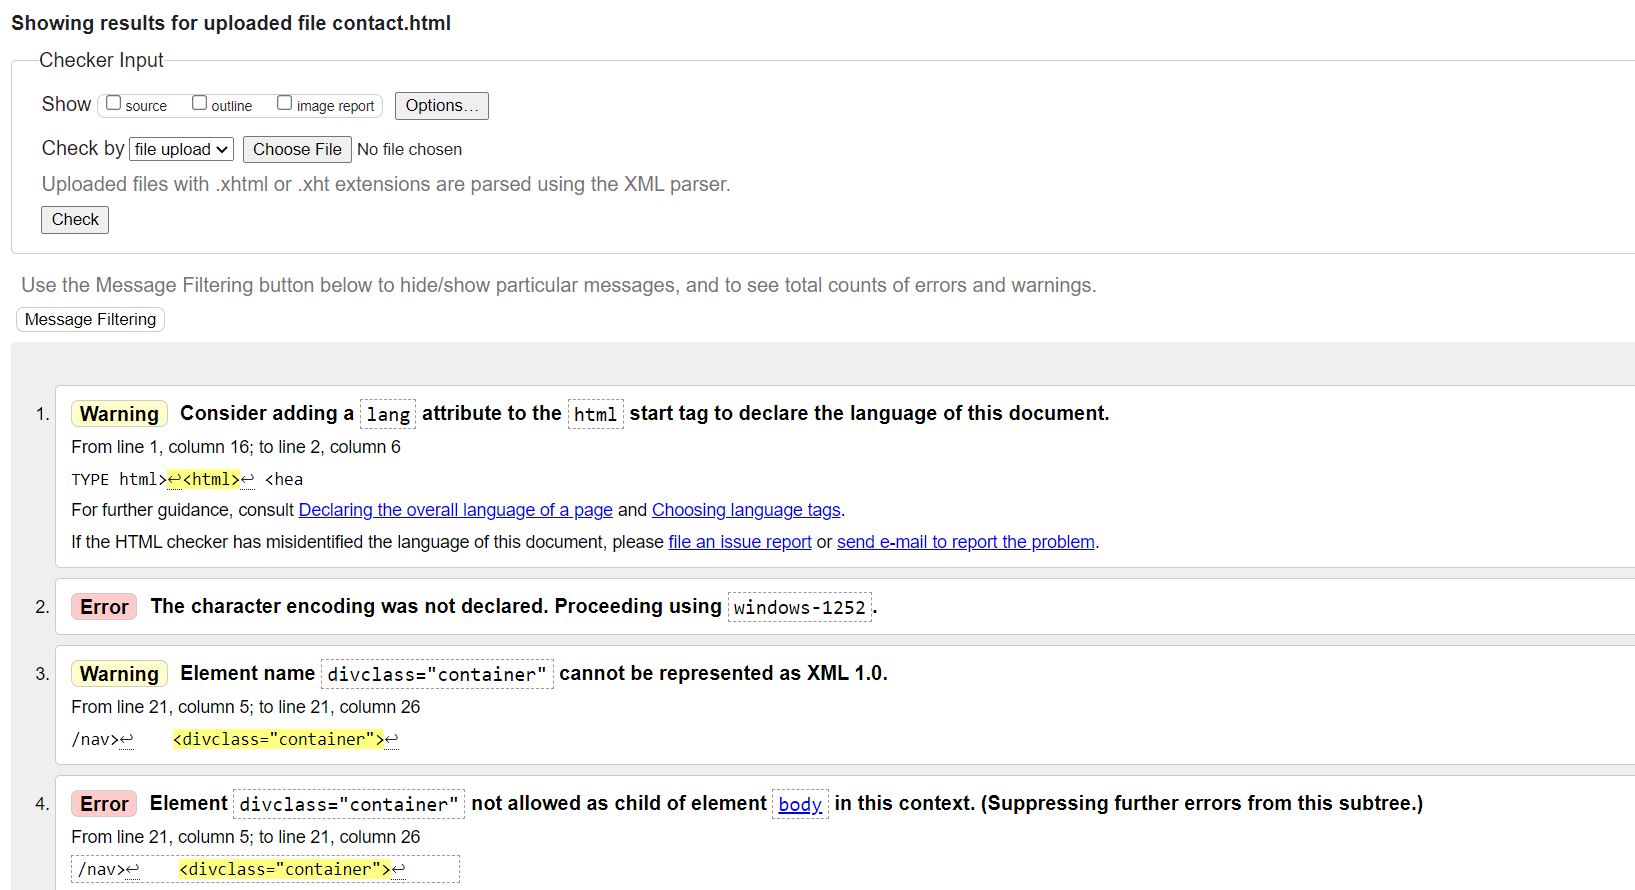 Showing results for uploaded file contact.html
Checker Input
Show source outline image report Options...
Check by file upload Choose File No file chosen
Uploaded files with .xhtml or .xht extensions are parsed using the XML parser.
Check
Use the Message Filtering button below to hide/show particular messages, and to see total counts of errors and warnings.
Message Filtering
1. Warning Consider adding a lang attribute to the html start tag to declare the language of this document.
From line 1, column 16; to line 2, column 6
TYPE html>↩<html>↩ <hea
For further guidance, consult Declaring the overall language of a page and Choosing language tags.
If the HTML checker has misidentified the language of this document, please file an issue report or send e-mail to report the problem.
2. Error The character encoding was not declared. Proceeding using windows-1252.
3. Warning Element name divclass="container" cannot be represented as XML 1.0.
From line 21, column 5; to line 21, column 26
/nav>↩ <divclass="container">↩
4. Error Element divclass="container" not allowed as child of element body in this context. (Suppressing further errors from this subtree.)
From line 21, column 5; to line 21, column 26
/nav>↩ <divclass="container">↩